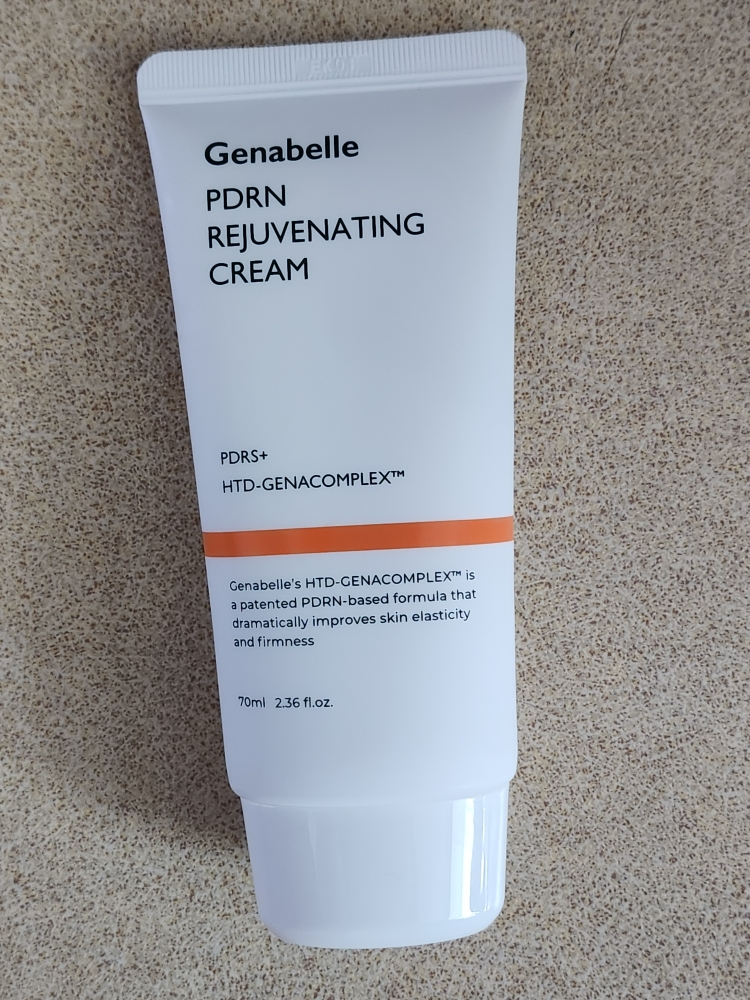 Genabelle
PDRN
REJUVENATING
CREAM
PDRS+
HTD-GENACOMPLEX™
Genabelle's HTD-GENACOMPLEX™ is
a patented PDRN-based formula that
dramatically improves skin elasticity
and firmness
70ml 2.36 fl.oz.